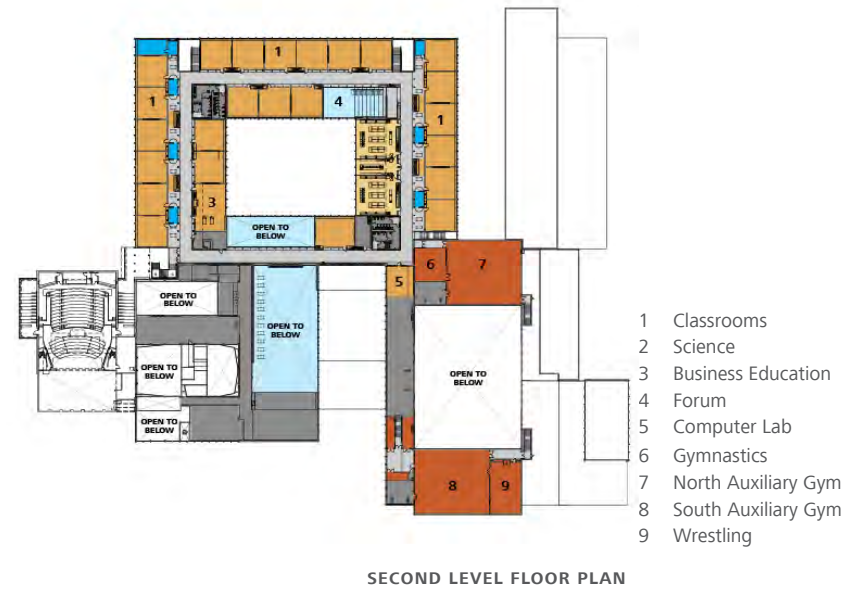 1
4
1
1
3
OPEN TO
BELOW
6
7
5
OPEN TO
BELOW
OPEN TO
BELOW
OPEN TO
BELOW
OPEN TO
BELOW
OPEN TO
BELOW
8
9
1 Classrooms
2 Science
3 Business Education
4 Forum
5 Computer Lab
6 Gymnastics
7 North Auxiliary Gym
8 South Auxiliary Gym
9 Wrestling
SECOND LEVEL FLOOR PLAN